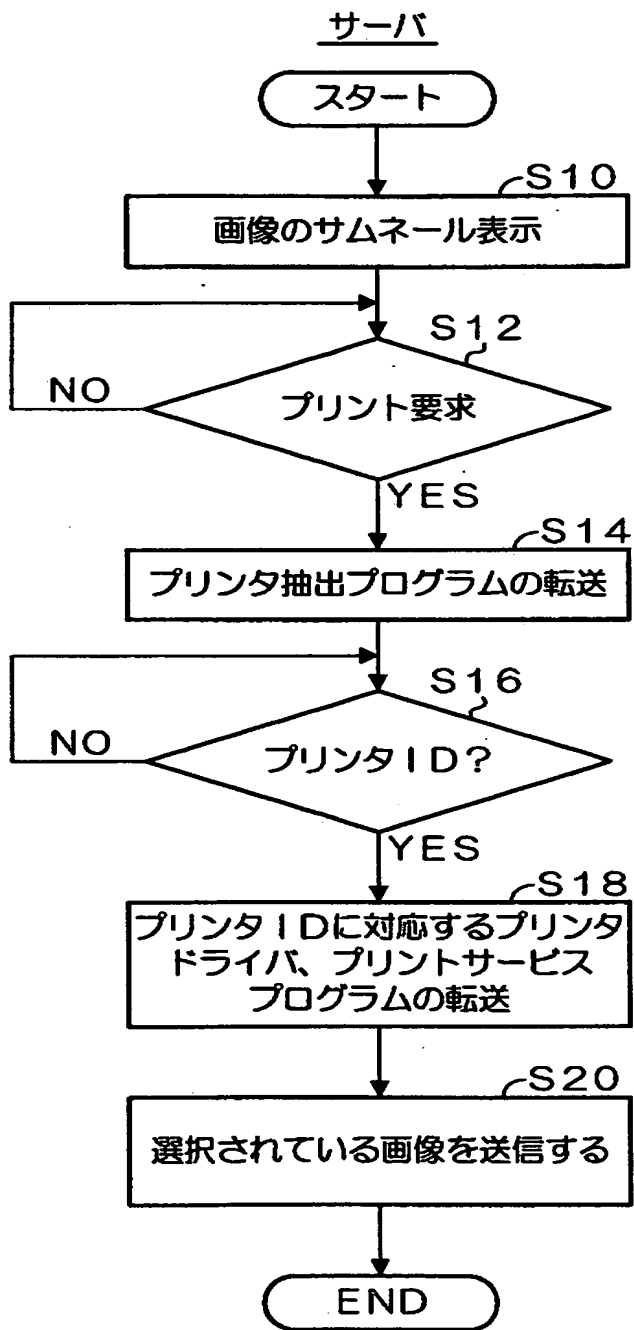 サーバ
スタート
S10
画像のサムネール表示
S12
プリント要求
NO
YES
S14
プリンタ抽出プログラムの転送
S16
プリンタID?
NO
YES
S18
プリンタIDに対応するプリンタ
ドライバ、プリントサービス
プログラムの転送
S20
選択されている画像を送信する
END